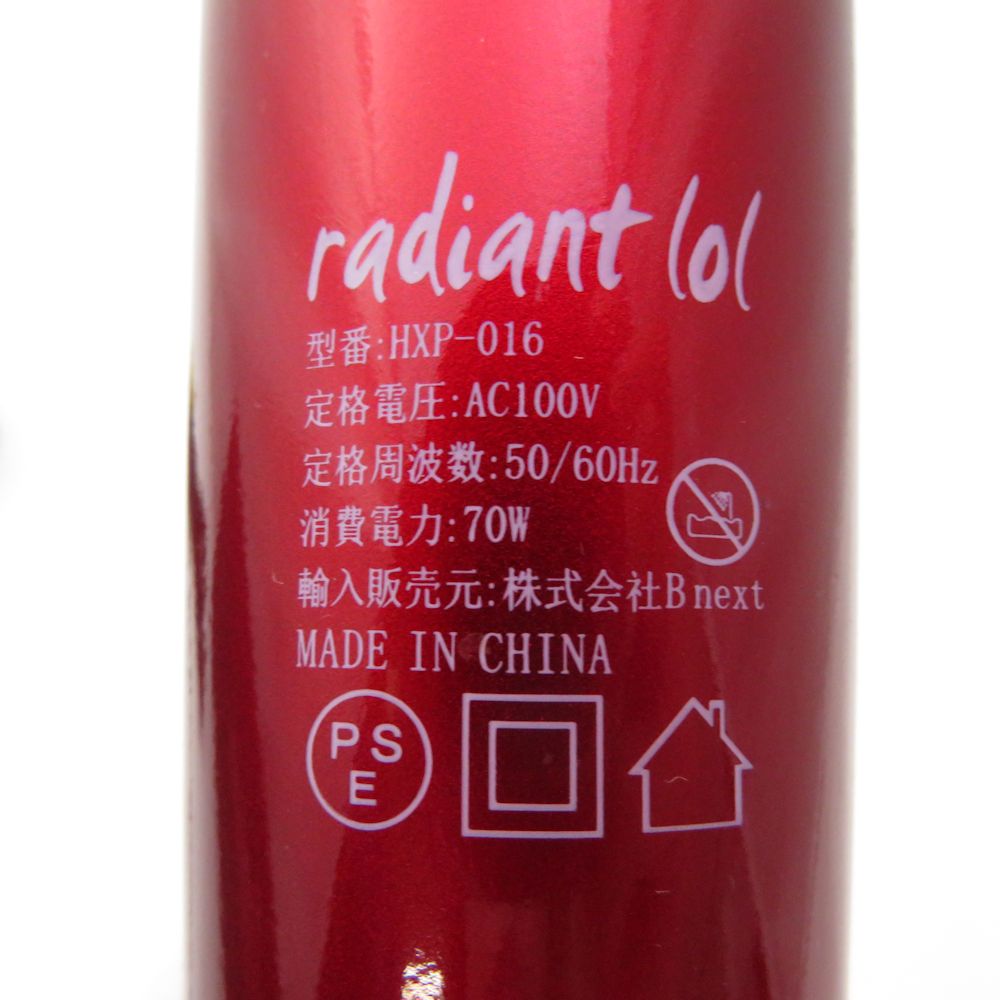 radiant lol
型番:HXP-016
定格電圧:AC100V
定格周波数:50/60Hz
消費電力:70W
輸入販売元:株式会社B next
MADE IN CHINA
PS
E